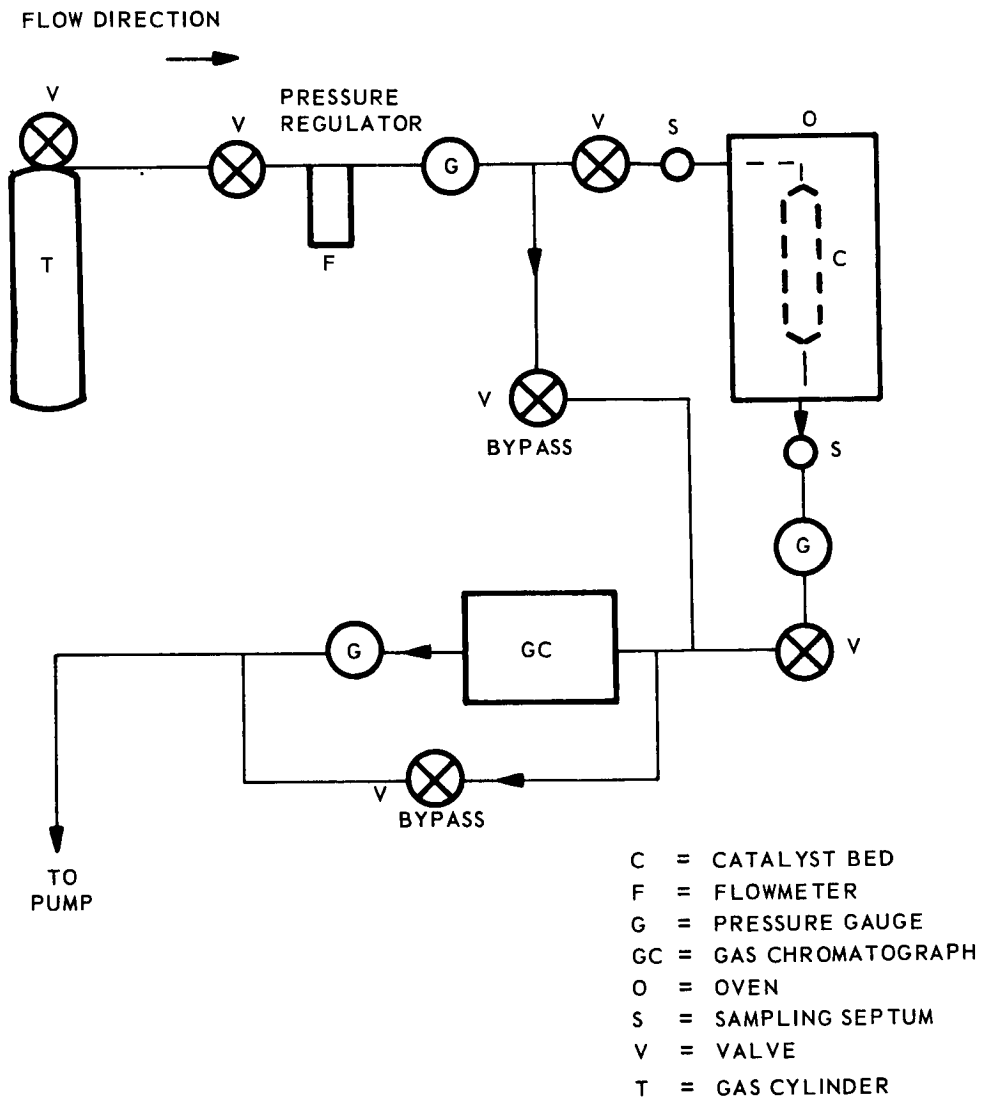 FLOW DIRECTION
V
PRESSURE
REGULATOR
V
V
S
O
G
T
F
C
V
BYPASS
S
G
G
GC
V
V
BYPASS
TO
PUMP
C = CATALYST BED
F = FLOWMETER
G = PRESSURE GAUGE
GC = GAS CHROMATOGRAPH
O = OVEN
S = SAMPLING SEPTUM
V = VALVE
T = GAS CYLINDER